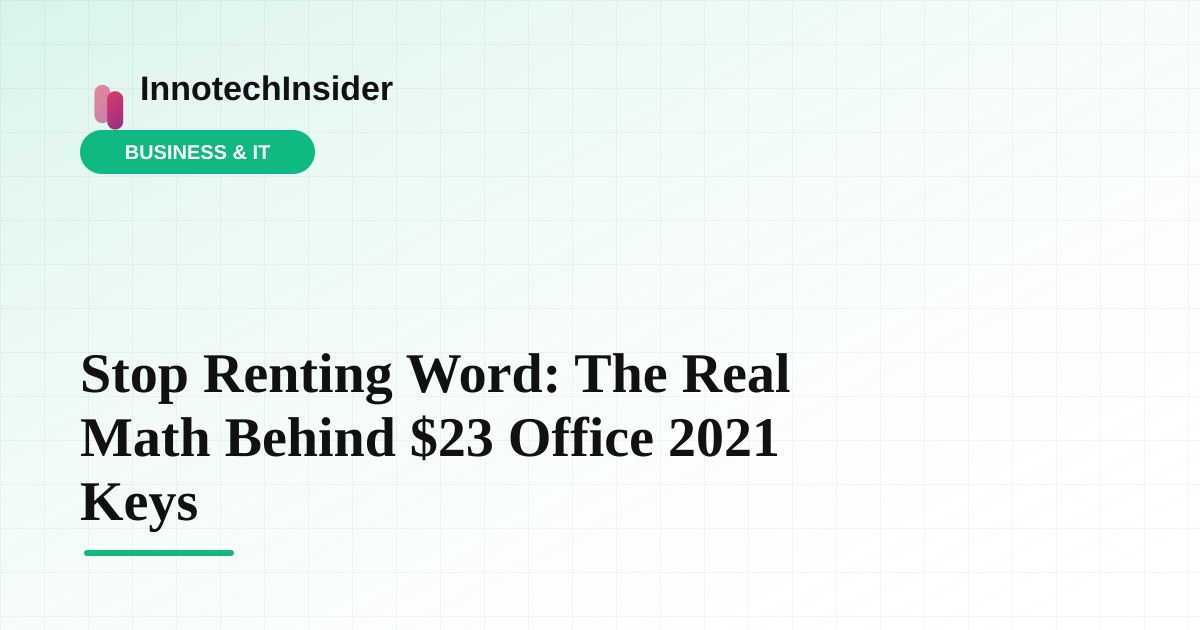 InnotechInsider
BUSINESS & IT
Stop Renting Word: The Real
Math Behind $23 Office 2021
Keys